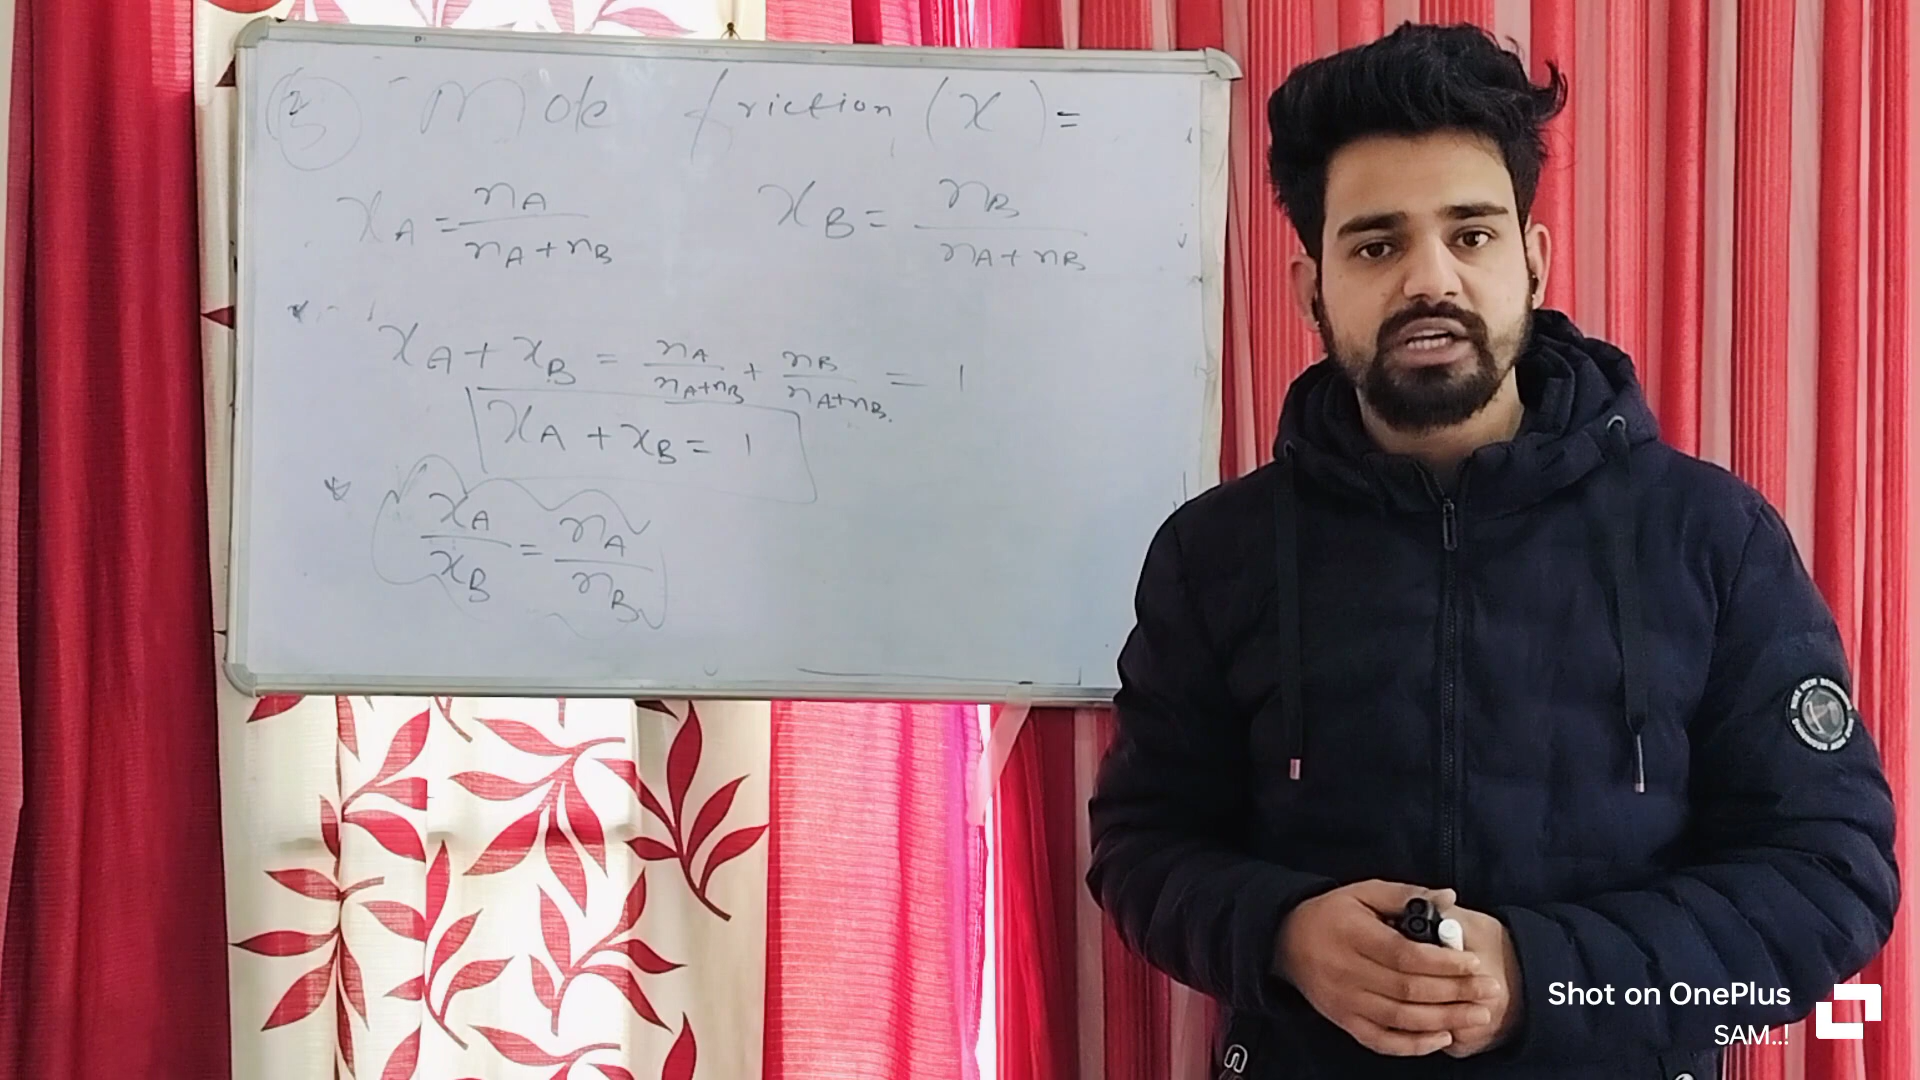 3 Mole friction (x) =
xA = nA / nA + nB
xB = nB / nA + nB
xA + xB = nA / nA+nB + nB / nA+nB = 1
xA + xB = 1
xA / xB = nA / nB
Shot on OnePlus
SAM..!